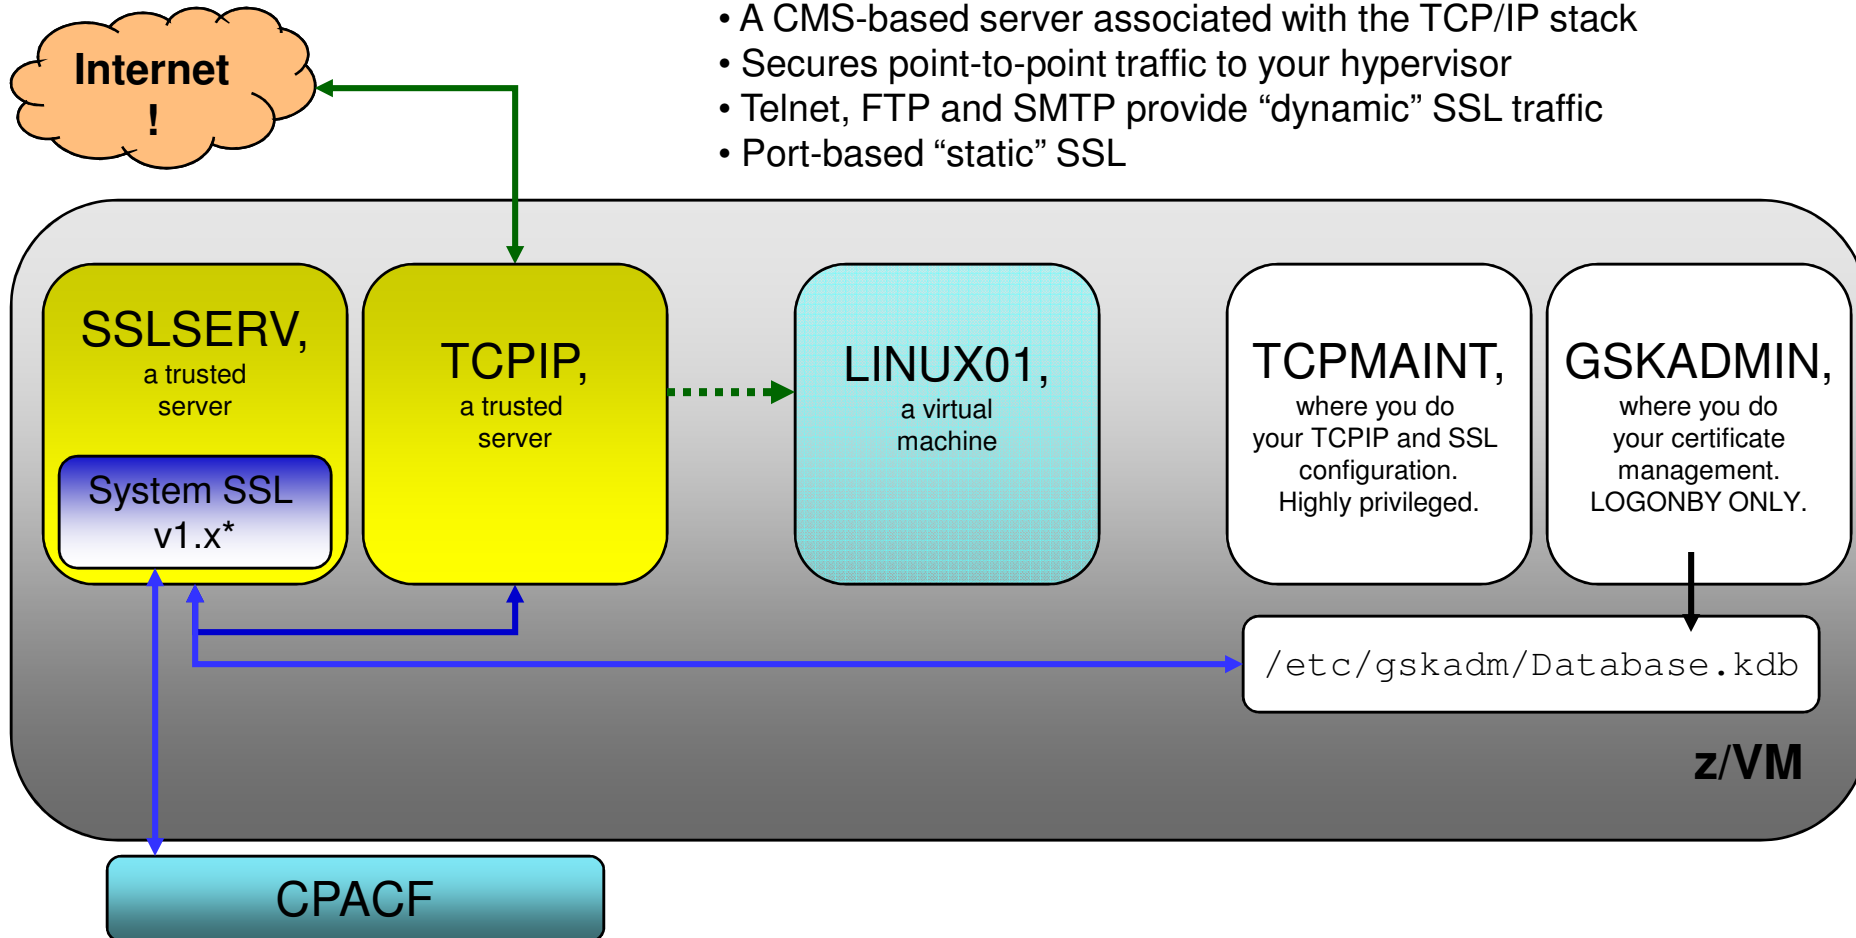 • A CMS-based server associated with the TCP/IP stack
• Secures point-to-point traffic to your hypervisor
• Telnet, FTP and SMTP provide “dynamic” SSL traffic
• Port-based “static” SSL
Internet
!
SSLSERV,
a trusted
server
System SSL
v1.x*
TCPIP,
a trusted
server
LINUX01,
a virtual
machine
TCPMAINT,
where you do
your TCPIP and SSL
configuration.
Highly privileged.
GSKADMIN,
where you do
your certificate
management.
LOGONBY ONLY.
/etc/gskadm/Database.kdb
z/VM
CPACF